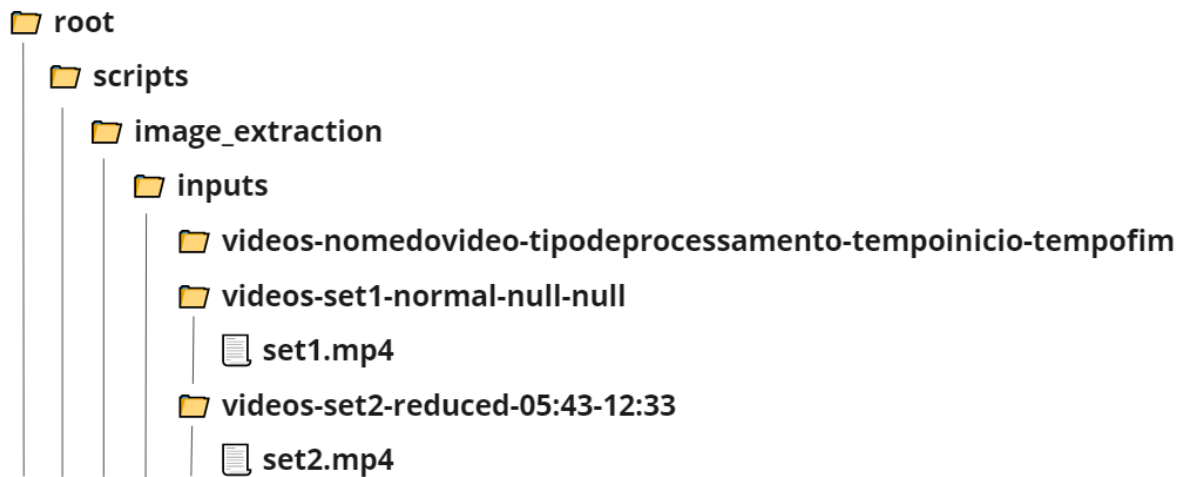 root
scripts
image_extraction
inputs
videos-nomedovideo-tipodeprocessamento-tempoinicio-tempofim
videos-set1-normal-null-null
set1.mp4
videos-set2-reduced-05:43-12:33
set2.mp4